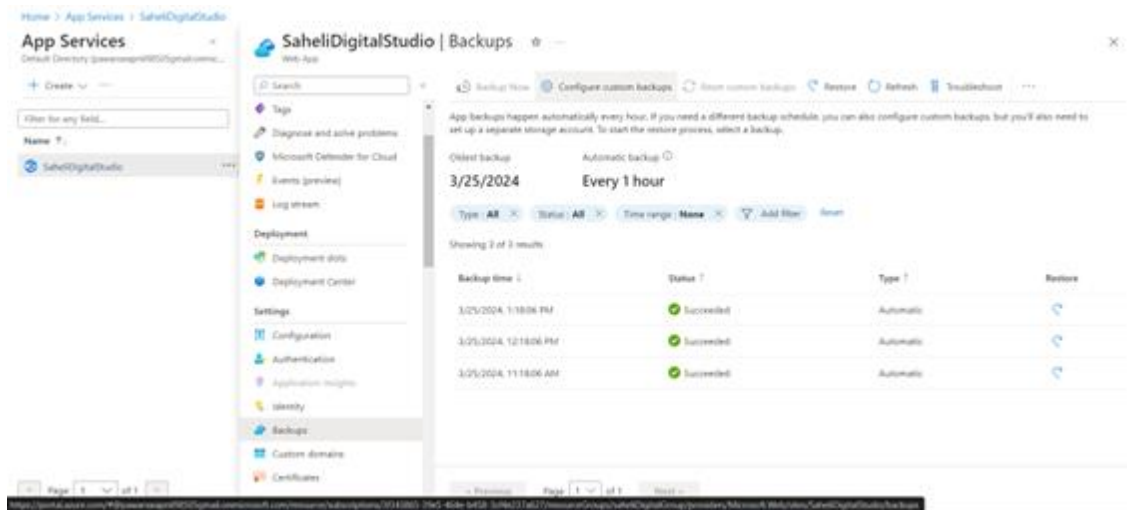 Home > App Services > SaheliDigitalStudio
App Services
Default Directory
+ Create
Filter for any field...
Name
SaheliDigitalStudio
SaheliDigitalStudio | Backups
Web App
Search
Tags
Diagnose and solve problems
Microsoft Defender for Cloud
Events (preview)
Log stream
Deployment
Deployment slots
Deployment Center
Settings
Configuration
Authentication
Application Insights
Identity
Backups
Custom domains
Certificates
Backup Now Configure custom backups Reset custom backups Restore Refresh Troubleshoot
App backups happen automatically every hour. If you need a different backup schedule, you can also configure custom backups, but you'll also need to
set up a separate storage account. To start the restore process, select a backup.
Oldest backup Automatic backup
3/25/2024 Every 1 hour
Type : All Status : All Time range : None Add filter Reset
Showing 3 of 3 results
Backup time Status Type Restore
3/25/2024, 1:18:06 PM Succeeded Automatic
3/25/2024, 12:18:06 PM Succeeded Automatic
3/25/2024, 11:18:06 AM Succeeded Automatic
Page 1 of 1
< Previous Page 1 of 1 Next >